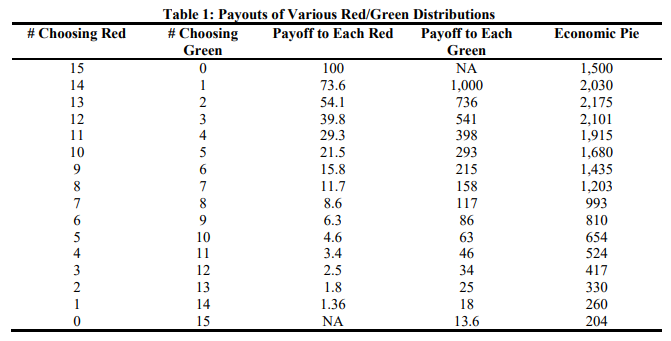 Table 1: Payouts of Various Red/Green Distributions
# Choosing Red # Choosing Green Payoff to Each Red Payoff to Each Green Economic Pie
15 0 100 NA 1,500
14 1 73.6 1,000 2,030
13 2 54.1 736 2,175
12 3 39.8 541 2,101
11 4 29.3 398 1,915
10 5 21.5 293 1,680
9 6 15.8 215 1,435
8 7 11.7 158 1,203
7 8 8.6 117 993
6 9 6.3 86 810
5 10 4.6 63 654
4 11 3.4 46 524
3 12 2.5 34 417
2 13 1.8 25 330
1 14 1.36 18 260
0 15 NA 13.6 204